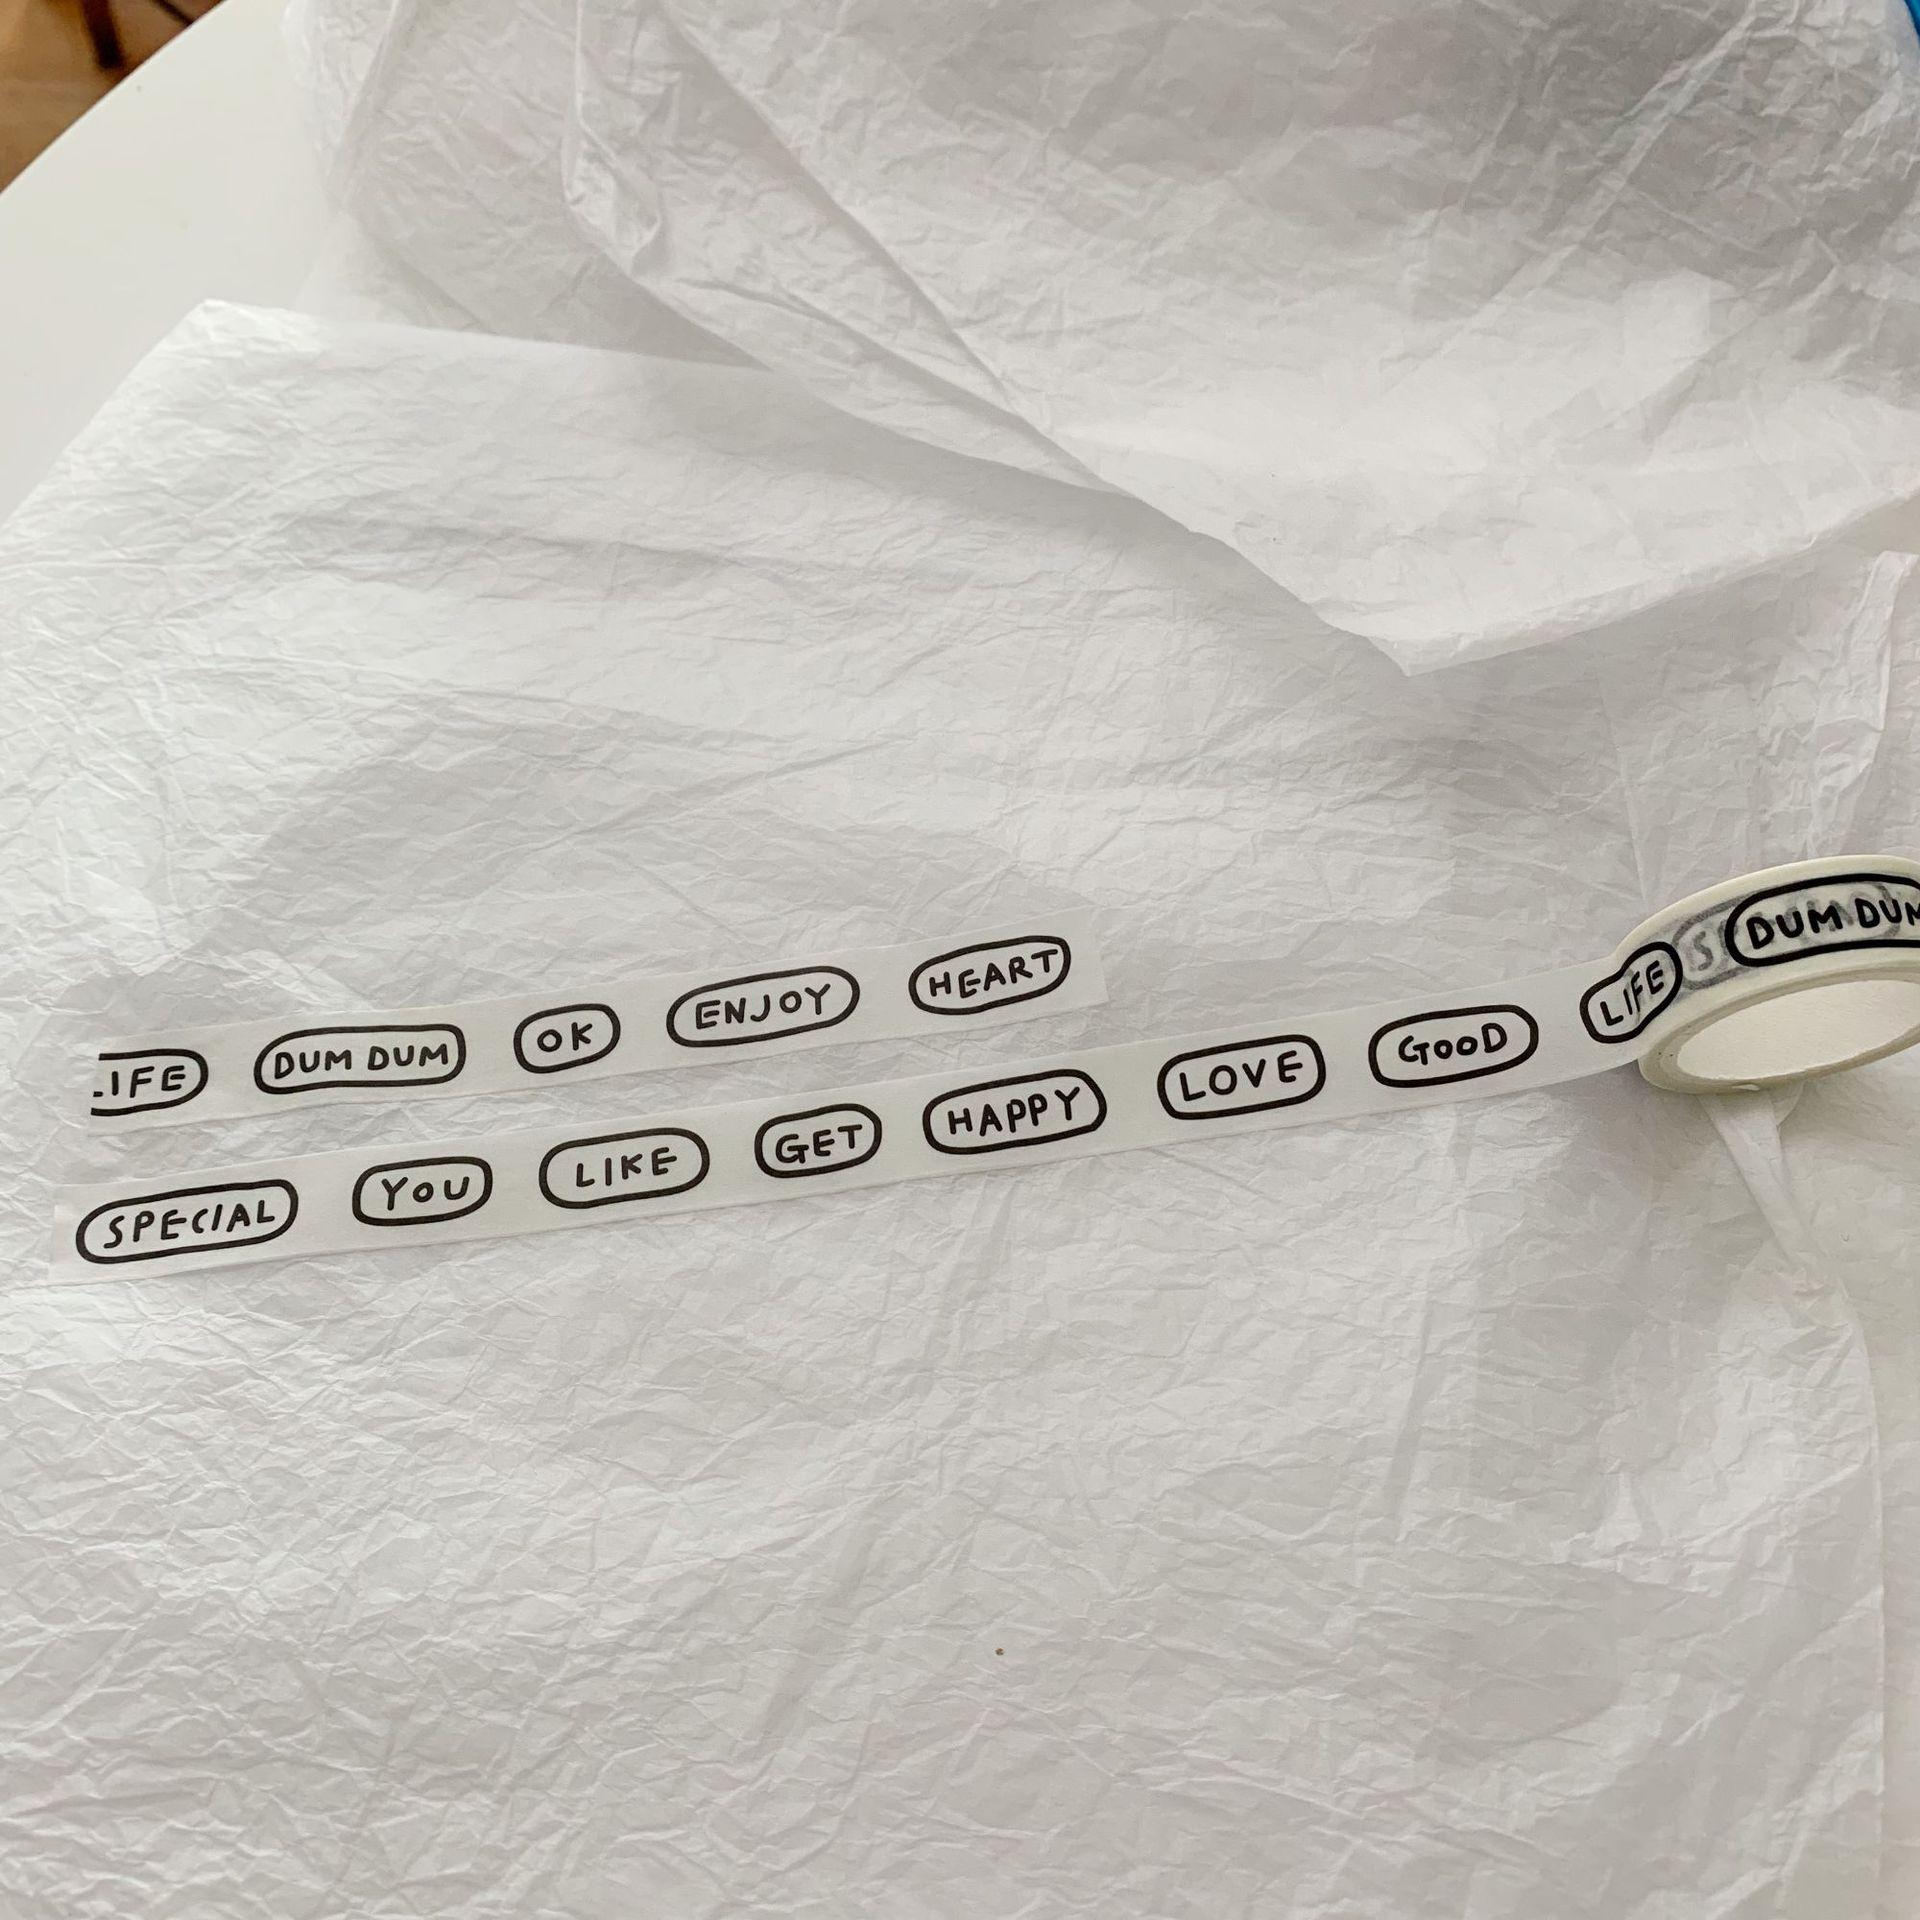 LIFE DUM DUM OK ENJOY HEART
SPECIAL YOU LIKE GET HAPPY LOVE GOOD LIFE DUM DUM